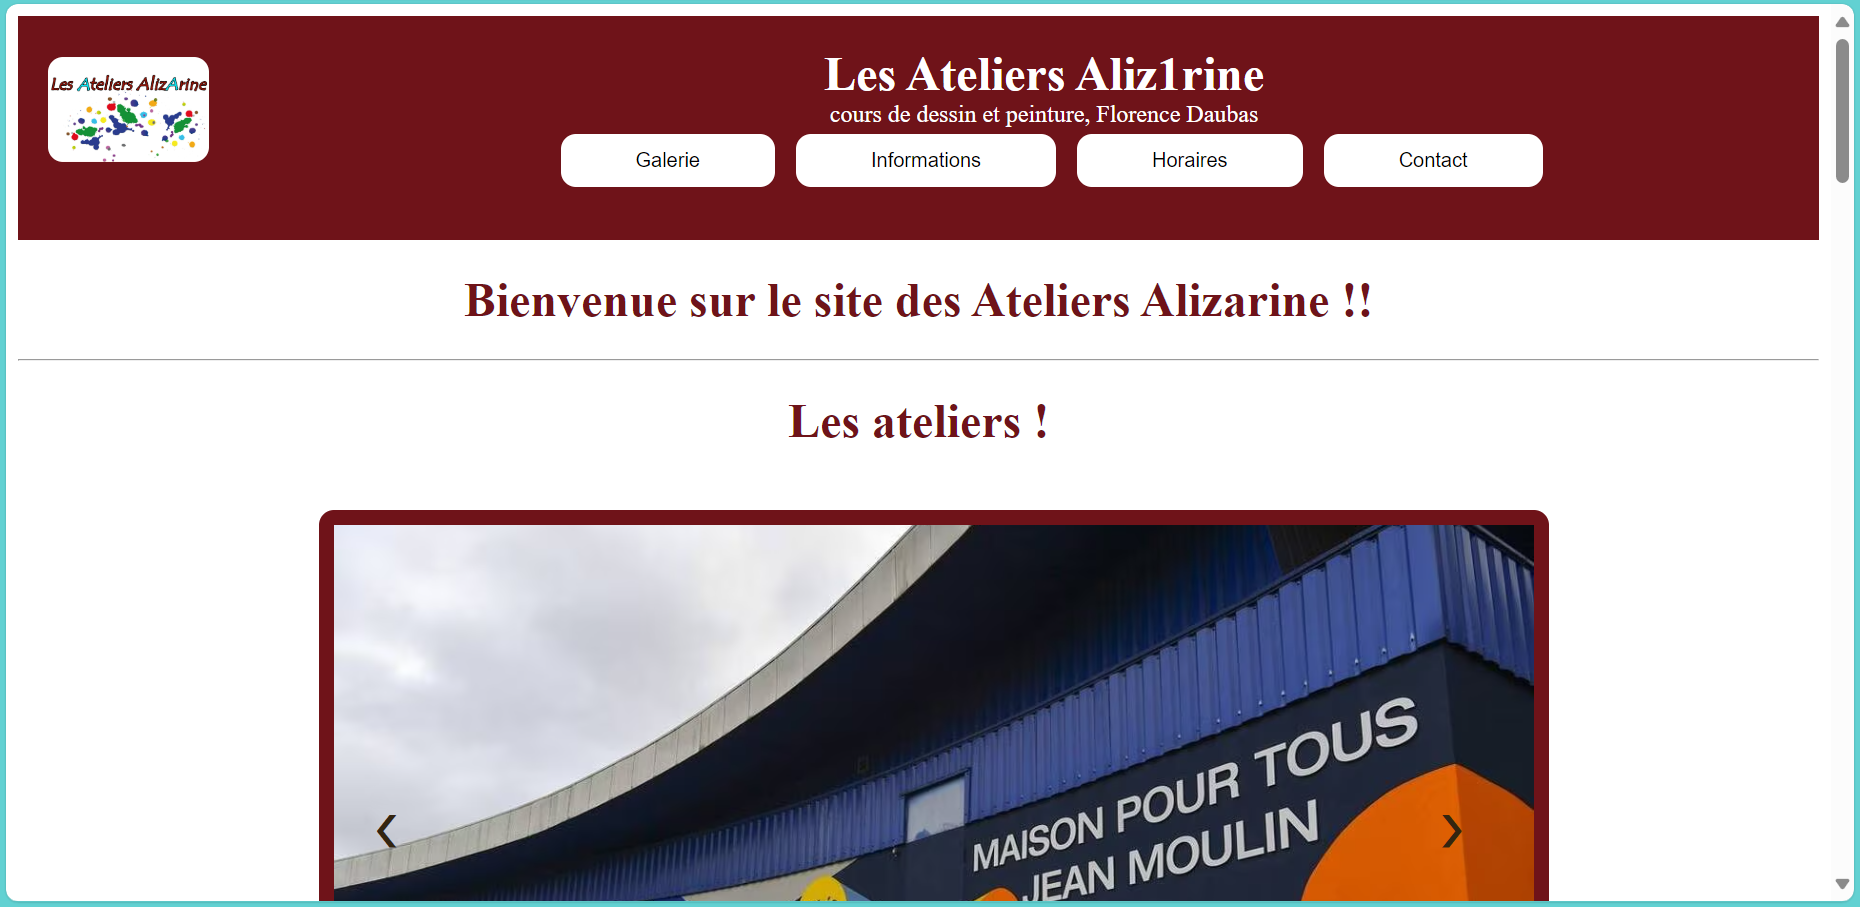 Les Ateliers AlizArine
Les Ateliers Aliz1rine
cours de dessin et peinture, Florence Daubas
Galerie
Informations
Horaires
Contact
Bienvenue sur le site des Ateliers Alizarine !!
Les ateliers !
MAISON POUR TOUS
JEAN MOULIN